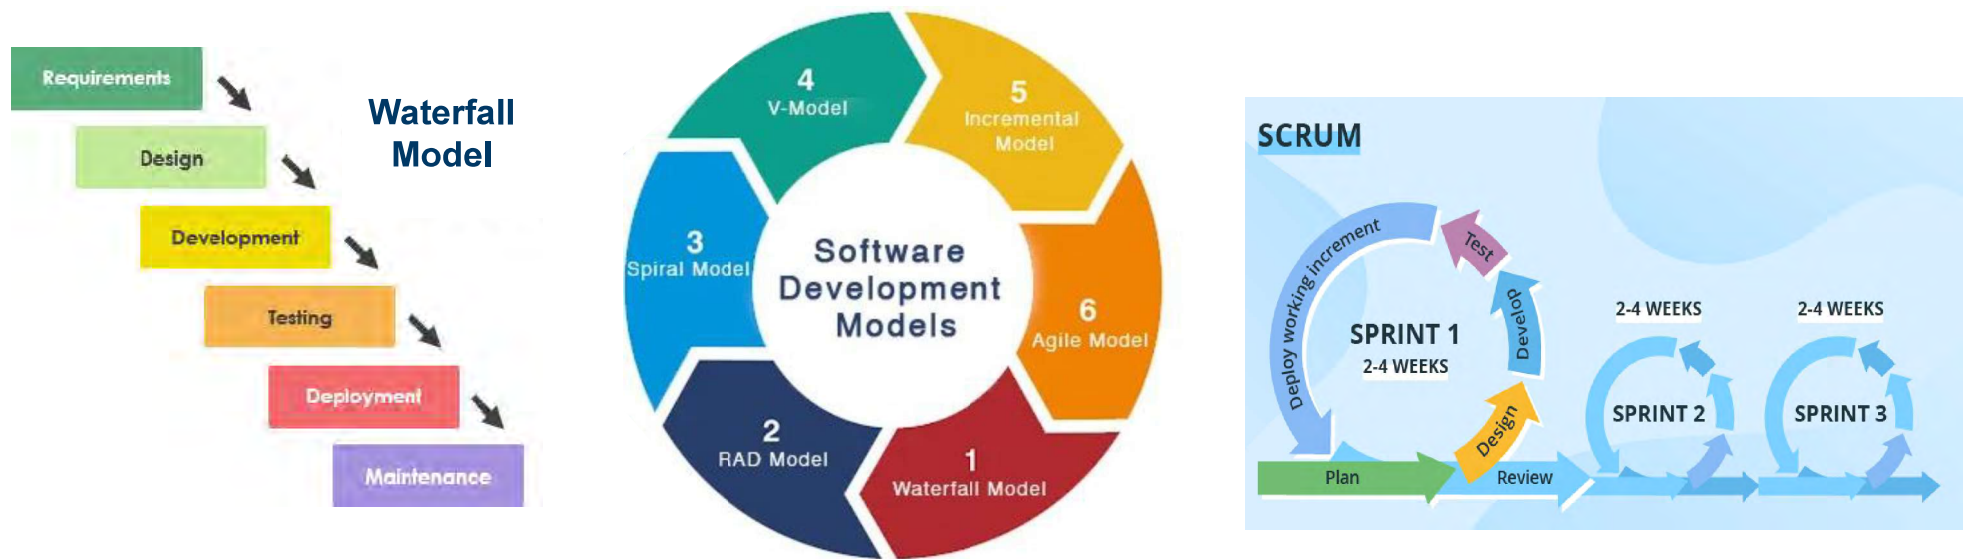 Requirements
Design
Development
Testing
Deployment
Maintenance
Waterfall
Model
4
V-Model
5
Incremental
Model
3
Spiral Model
Software
Development
Models
6
Agile Model
2
RAD Model
1
Waterfall Model
SCRUM
Deploy working increment
Test
Develop
Design
SPRINT 1
2-4 WEEKS
Plan
Review
2-4 WEEKS
SPRINT 2
2-4 WEEKS
SPRINT 3